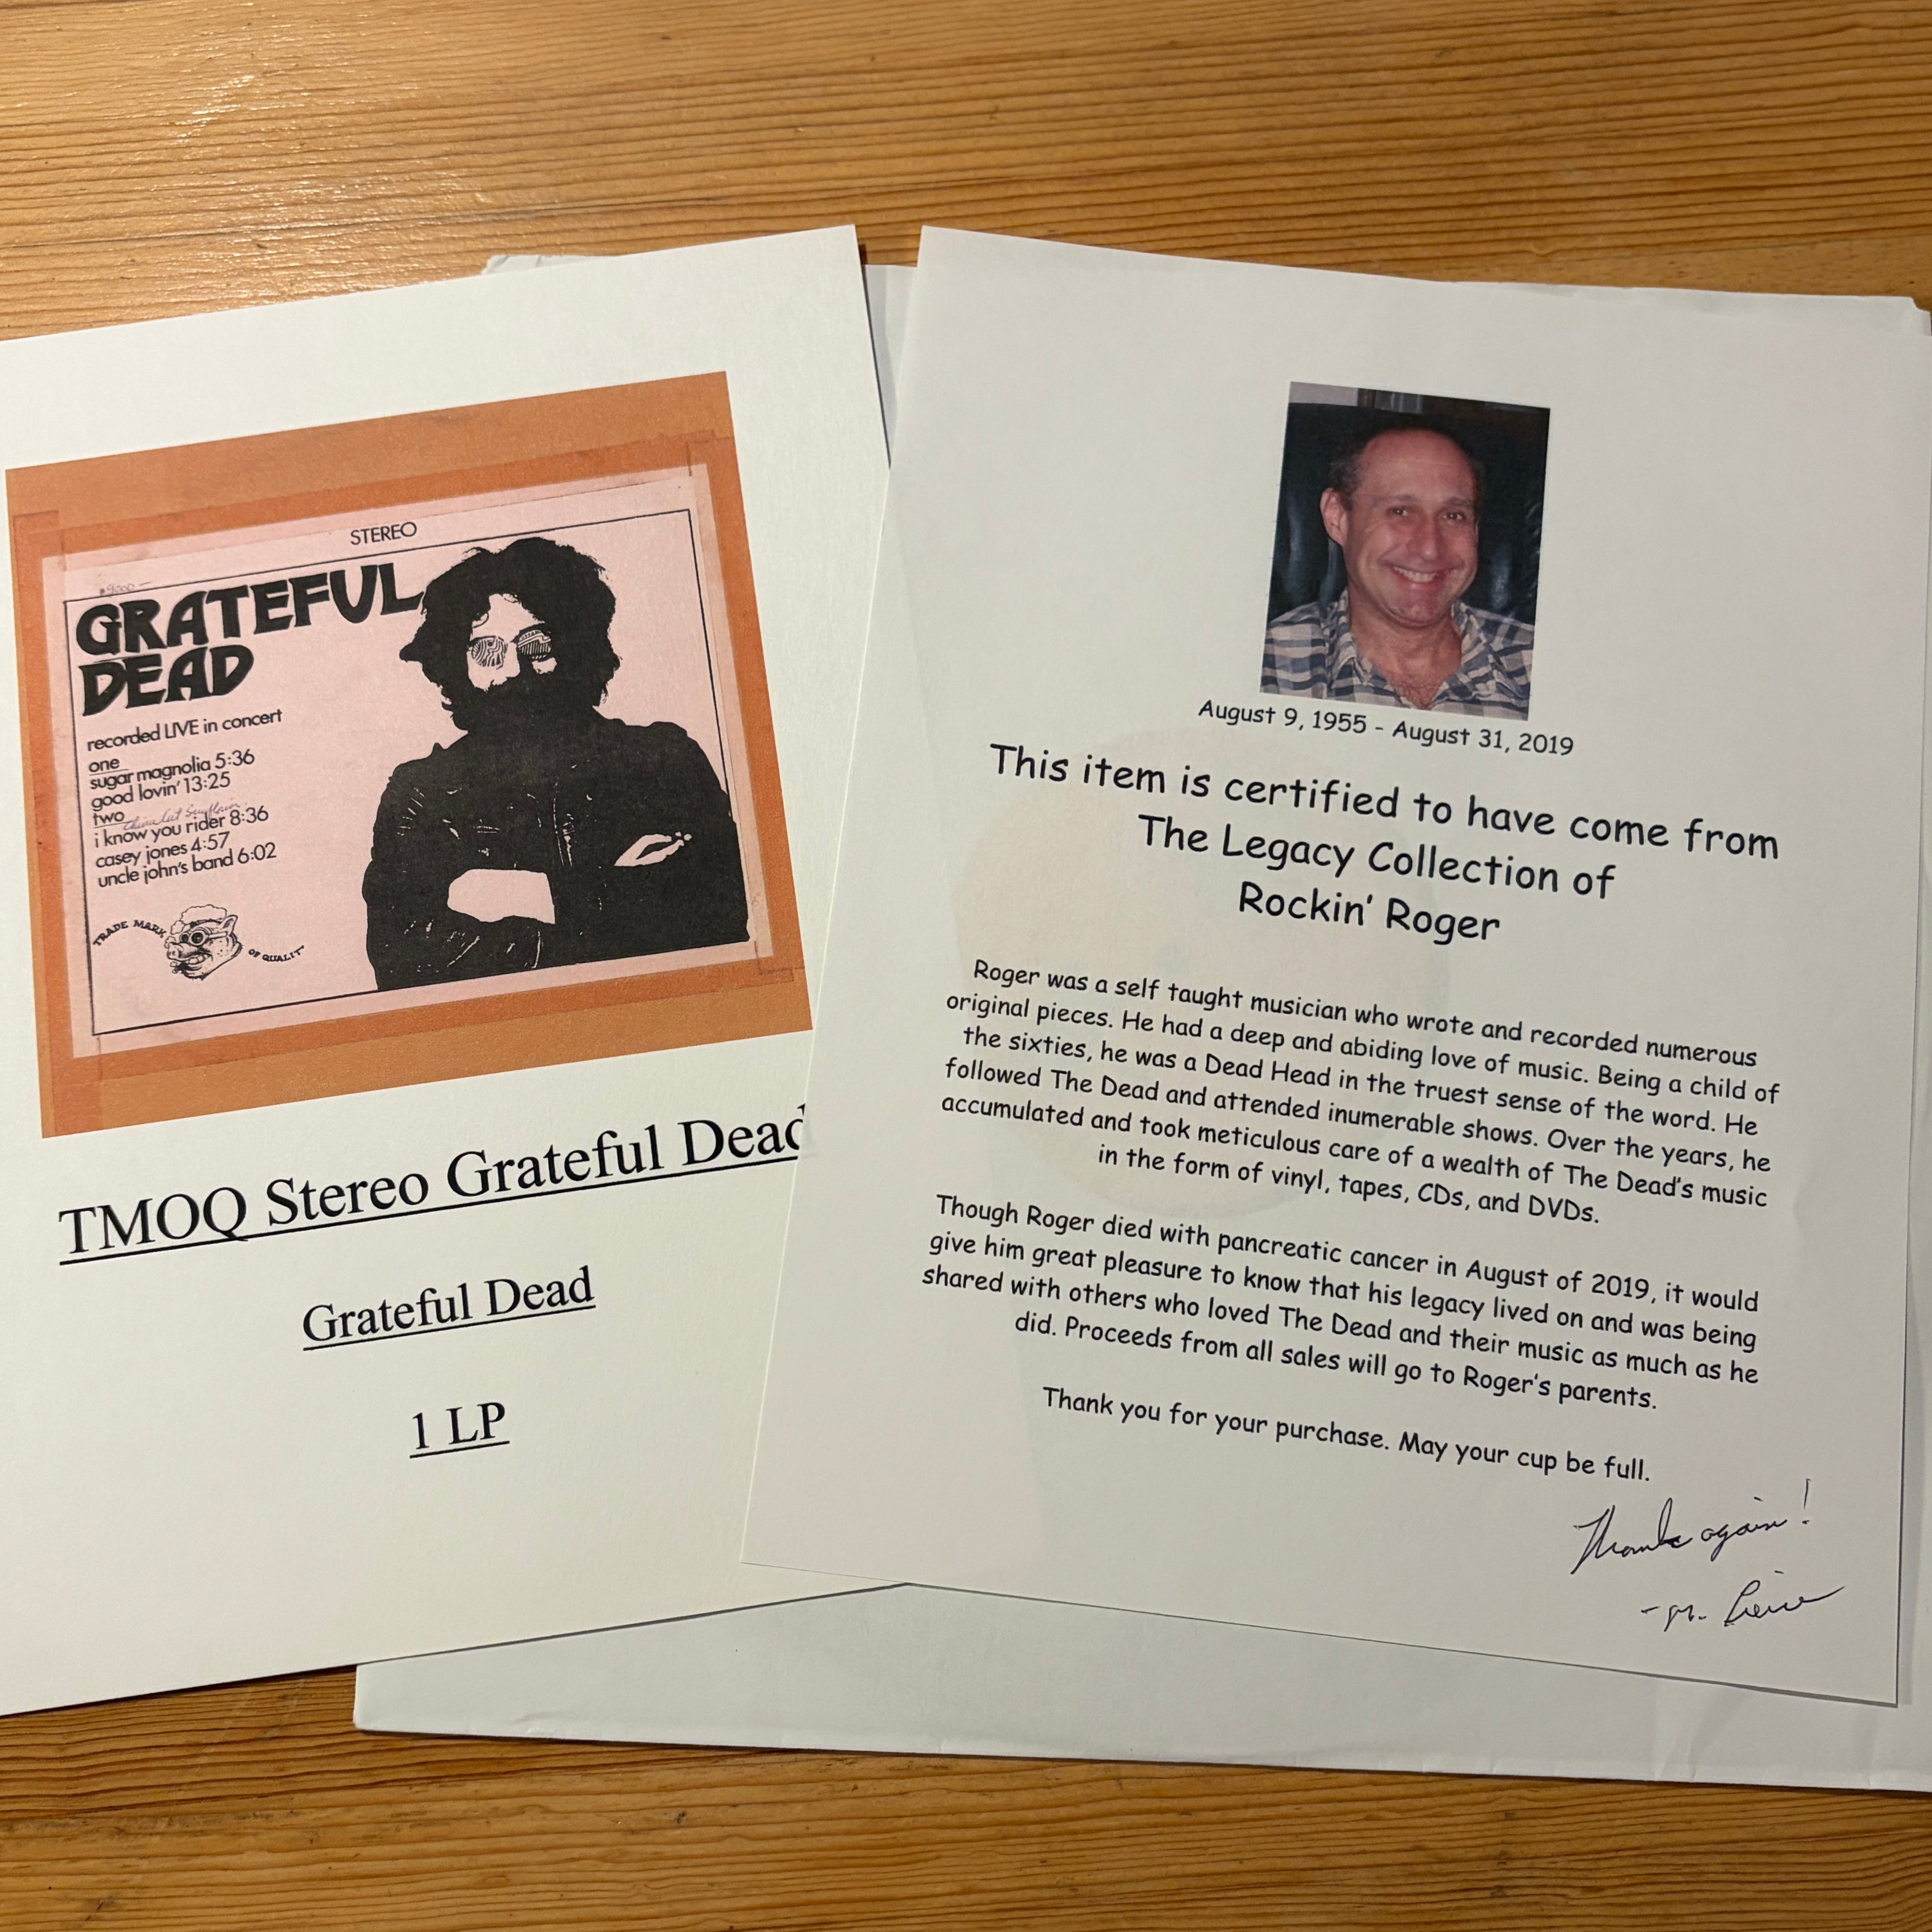 STEREO
GRATEFUL
DEAD
recorded LIVE in concert
one
sugar magnolia 5:36
good lovin' 13:25
two
China Cat Sunflower
i know you rider 8:36
casey jones 4:57
uncle john's band 6:02
TRADE MARK OF QUALITY
TMOQ Stereo Grateful Dead
Grateful Dead
1 LP
August 9, 1955 - August 31, 2019
This item is certified to have come from
The Legacy Collection of
Rockin' Roger
Roger was a self taught musician who wrote and recorded numerous
original pieces. He had a deep and abiding love of music. Being a child of
the sixties, he was a Dead Head in the truest sense of the word. He
followed The Dead and attended inumerable shows. Over the years, he
accumulated and took meticulous care of a wealth of The Dead's music
in the form of vinyl, tapes, CDs, and DVDs.
Though Roger died with pancreatic cancer in August of 2019, it would
give him great pleasure to know that his legacy lived on and was being
shared with others who loved The Dead and their music as much as he
did. Proceeds from all sales will go to Roger's parents.
Thank you for your purchase. May your cup be full.
Thanks again!
- M.